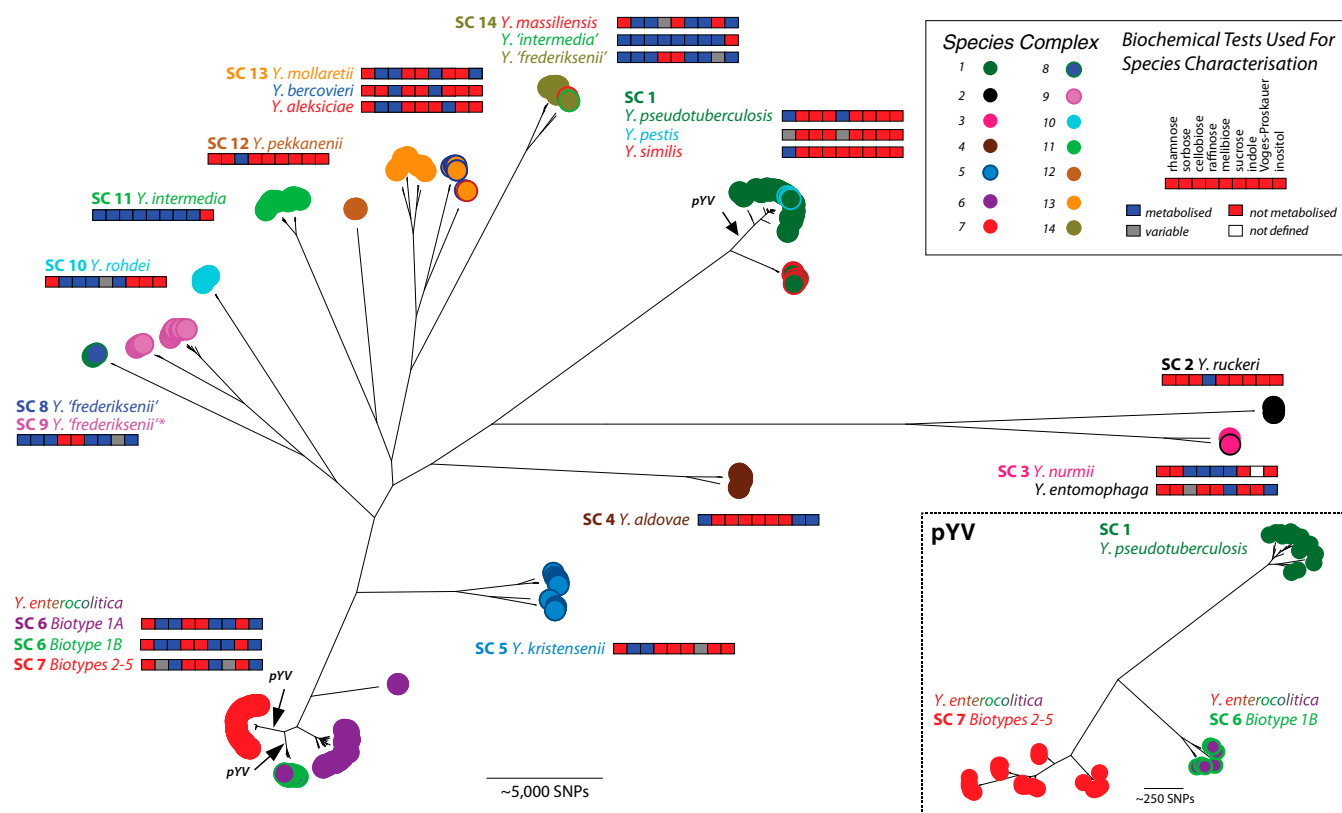 SC 14 Y. massiliensis
Y. 'intermedia'
Y. 'frederiksenii'
SC 13 Y. mollaretii
Y. bercovieri
Y. aleksiciae
SC 12 Y. pekkanenii
SC 11 Y. intermedia
SC 10 Y. rohdei
SC 8 Y. 'frederiksenii'
SC 9 Y. 'frederiksenii'*
SC 1
Y. pseudotuberculosis
Y. pestis
Y. similis
pYV
Species Complex
1 8
2 9
3 10
4 11
5 12
6 13
7 14
Biochemical Tests Used For
Species Characterisation
rhamnose
sorbose
cellobiose
raffinose
melibiose
sucrose
indole
Voges-Proskauer
inositol
metabolised
not metabolised
variable
not defined
SC 2 Y. ruckeri
SC 3 Y. nurmii
Y. entomophaga
SC 4 Y. aldovae
SC 5 Y. kristensenii
Y. enterocolitica
SC 6 Biotype 1A
SC 6 Biotype 1B
SC 7 Biotypes 2-5
pYV
pYV
~5,000 SNPs
pYV
SC 1
Y. pseudotuberculosis
Y. enterocolitica
SC 7 Biotypes 2-5
Y. enterocolitica
SC 6 Biotype 1B
~250 SNPs